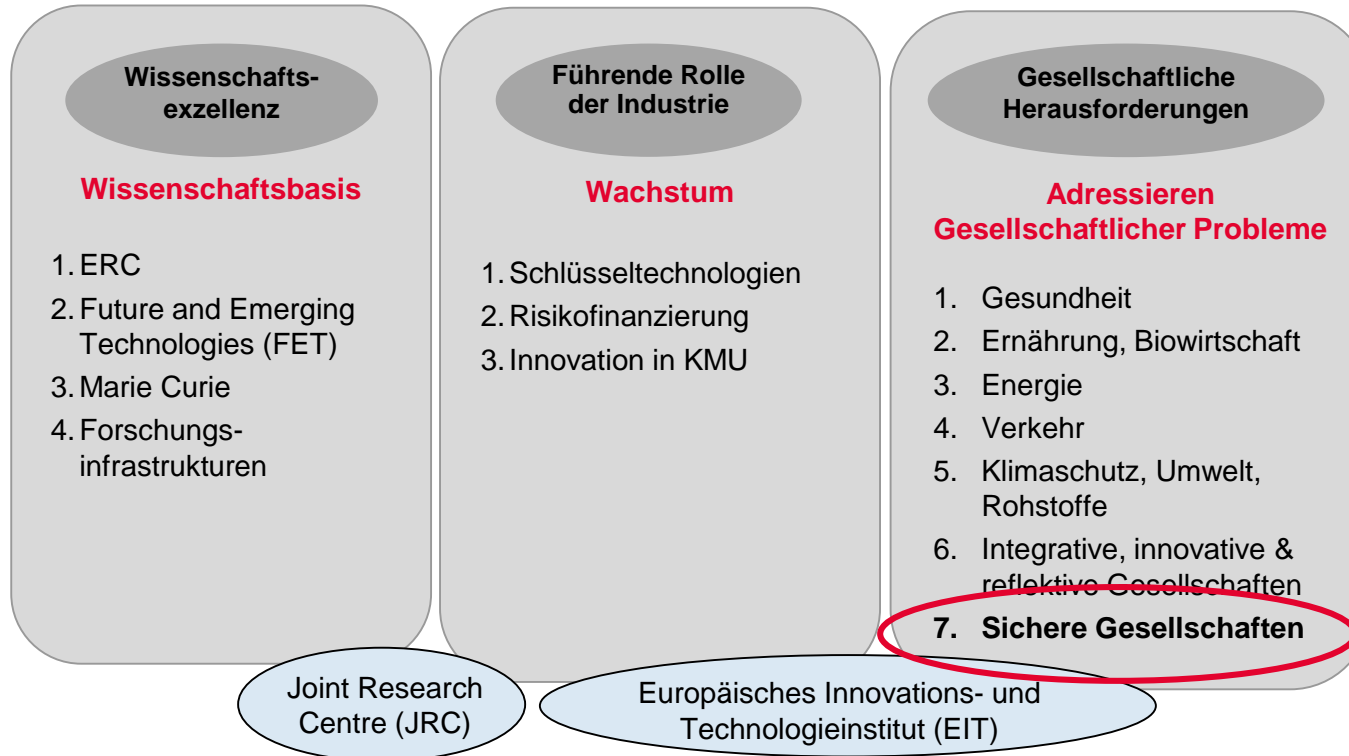 Wissenschafts-
exzellenz
Wissenschaftsbasis
1. ERC
2. Future and Emerging
Technologies (FET)
3. Marie Curie
4. Forschungs-
infrastrukturen
Führende Rolle
der Industrie
Wachstum
1. Schlüsseltechnologien
2. Risikofinanzierung
3. Innovation in KMU
Gesellschaftliche
Herausforderungen
Adressieren
Gesellschaftlicher Probleme
1. Gesundheit
2. Ernährung, Biowirtschaft
3. Energie
4. Verkehr
5. Klimaschutz, Umwelt,
Rohstoffe
6. Integrative, innovative &
reflektive Gesellschaften
7. Sichere Gesellschaften
Joint Research
Centre (JRC)
Europäisches Innovations- und
Technologieinstitut (EIT)